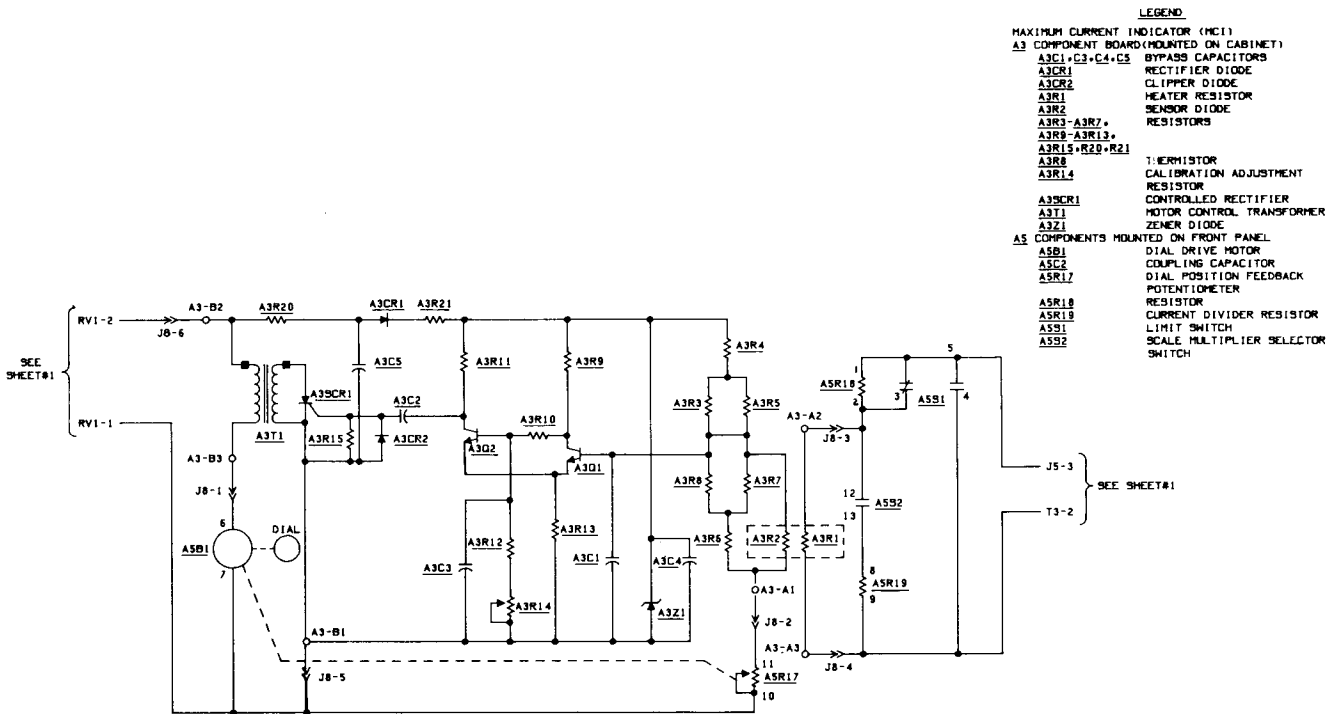 LEGEND
MAXIMUM CURRENT INDICATOR (MCI)
A3 COMPONENT BOARD(MOUNTED ON CABINET)
A3C1,C3,C4,C5 BYPASS CAPACITORS
A3CR1 RECTIFIER DIODE
A3CR2 CLIPPER DIODE
A3R1 HEATER RESISTOR
A3R2 SENSOR DIODE
A3R3-A3R7, RESISTORS
A3R9-A3R13,
A3R15,R20,R21
A3R8 THERMISTOR
A3R14 CALIBRATION ADJUSTMENT
RESISTOR
A3SCR1 CONTROLLED RECTIFIER
A3T1 MOTOR CONTROL TRANSFORMER
A3Z1 ZENER DIODE
A5 COMPONENTS MOUNTED ON FRONT PANEL
A5B1 DIAL DRIVE MOTOR
A5C2 COUPLING CAPACITOR
A5R17 DIAL POSITION FEEDBACK
POTENTIOMETER
A5R18 RESISTOR
A5R19 CURRENT DIVIDER RESISTOR
A5S1 LIMIT SWITCH
A5S2 SCALE MULTIPLIER SELECTOR
SWITCH
A3-B2 A3R20 A3CR1 A3R21
RV1-2
J8-6
SEE
SHEET#1
RV1-1
A3C5 A3R11 A3R9 A3R4
A3SCR1 A3C2
A3T1 A3R15 A3CR2
A3R10
A3Q2 A3Q1
A3R3 A3R5
A3R8 A3R7
A3R6 A3R2 A3R1
A3-A2
J8-3
1
A5R18
2
3 A5S1
5
4
12
A5S2
13
8
A5R19
9
J5-3
SEE SHEET#1
T3-2
A3-B3
J8-1
6
A5B1
7
DIAL
A3C3 A3R12 A3R13 A3C1 A3C4
A3R14
A3Z1
A3-A1
J8-2
A3-B1
J8-5
A3-A3
J8-4
11
A5R17
10